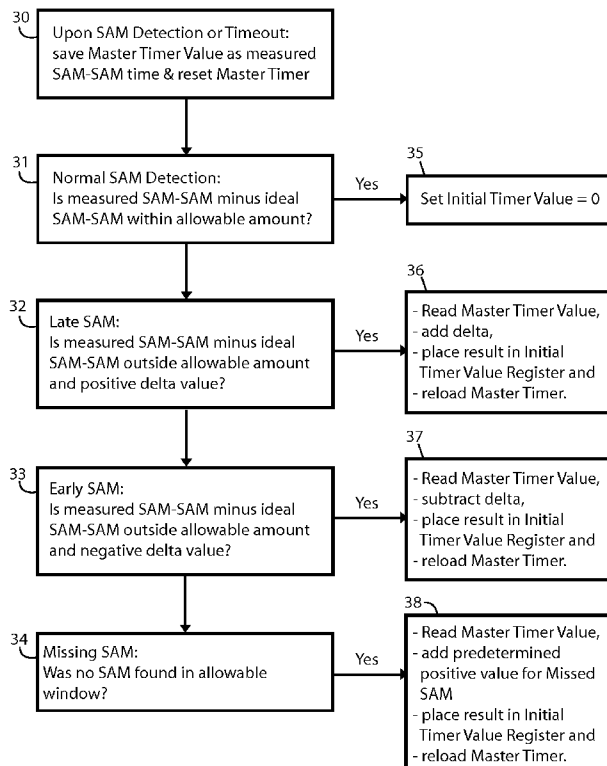 30
Upon SAM Detection or Timeout:
save Master Timer Value as measured
SAM-SAM time & reset Master Timer
31
Normal SAM Detection:
Is measured SAM-SAM minus ideal
SAM-SAM within allowable amount?
Yes
35
Set Initial Timer Value = 0
32
Late SAM:
Is measured SAM-SAM minus ideal
SAM-SAM outside allowable amount
and positive delta value?
Yes
36
- Read Master Timer Value,
- add delta,
- place result in Initial
Timer Value Register and
- reload Master Timer.
33
Early SAM:
Is measured SAM-SAM minus ideal
SAM-SAM outside allowable amount
and negative delta value?
Yes
37
- Read Master Timer Value,
- subtract delta,
- place result in Initial
Timer Value Register and
- reload Master Timer.
34
Missing SAM:
Was no SAM found in allowable
window?
Yes
38
- Read Master Timer Value,
- add predetermined
positive value for Missed
SAM
- place result in Initial
Timer Value Register and
- reload Master Timer.